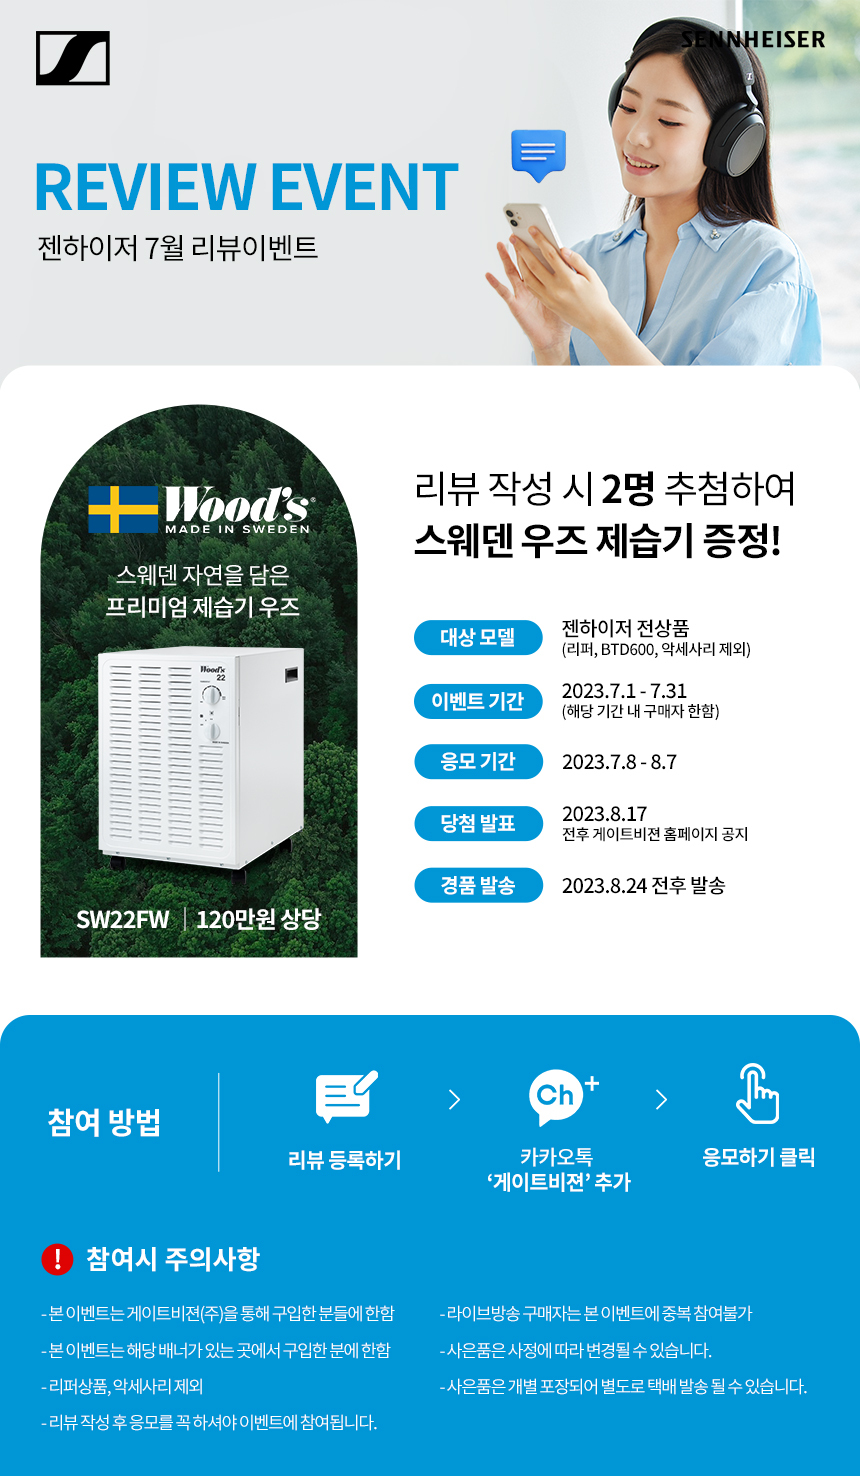 SENNHEISER
REVIEW EVENT
젠하이저 7월 리뷰이벤트
Wood's®
MADE IN SWEDEN
스웨덴 자연을 담은
프리미엄 제습기 우즈
Wood's
22
SW22FW | 120만원 상당
리뷰 작성 시 2명 추첨하여
스웨덴 우즈 제습기 증정!
대상 모델
젠하이저 전상품
(리퍼, BTD600, 악세사리 제외)
이벤트 기간
2023.7.1 - 7.31
(해당 기간 내 구매자 한함)
응모 기간
2023.7.8 - 8.7
당첨 발표
2023.8.17
전후 게이트비젼 홈페이지 공지
경품 발송
2023.8.24 전후 발송
참여 방법
리뷰 등록하기
Ch+
카카오톡
‘게이트비젼’ 추가
응모하기 클릭
! 참여시 주의사항
- 본 이벤트는 게이트비젼(주)을 통해 구입한 분들에 한함
- 본 이벤트는 해당 배너가 있는 곳에서 구입한 분에 한함
- 리퍼상품, 악세사리 제외
- 리뷰 작성 후 응모를 꼭 하셔야 이벤트에 참여됩니다.
- 라이브방송 구매자는 본 이벤트에 중복 참여불가
- 사은품은 사정에 따라 변경될 수 있습니다.
- 사은품은 개별 포장되어 별도로 택배 발송 될 수 있습니다.